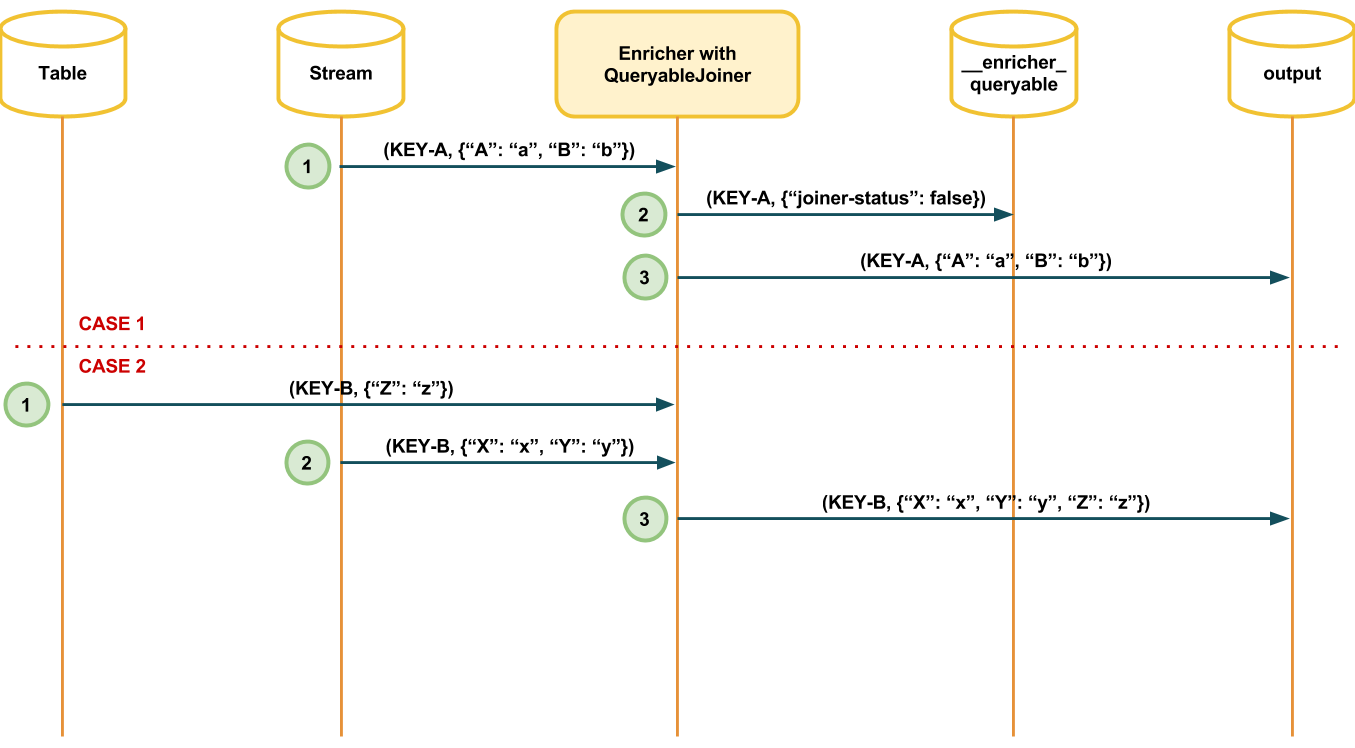 Table
Stream
Enricher with
QueryableJoiner
__enricher_
queryable
output
(KEY-A, {“A”: “a”, “B”: “b”})
1
(KEY-A, {“joiner-status”: false})
2
(KEY-A, {“A”: “a”, “B”: “b”})
3
CASE 1
CASE 2
(KEY-B, {“Z”: “z”})
1
(KEY-B, {“X”: “x”, “Y”: “y”})
2
(KEY-B, {“X”: “x”, “Y”: “y”, “Z”: “z”})
3